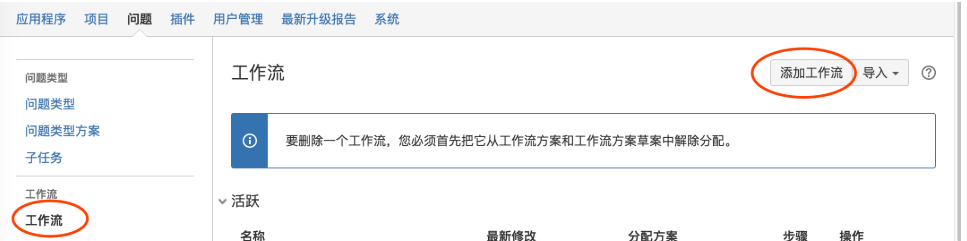 应用程序 项目 问题 插件 用户管理 最新升级报告 系统
问题类型
问题类型
问题类型方案
子任务
工作流
工作流
工作流 添加工作流 导入
要删除一个工作流，您必须首先把它从工作流方案和工作流方案草案中解除分配。
活跃
名称 最新修改 分配方案 步骤 操作